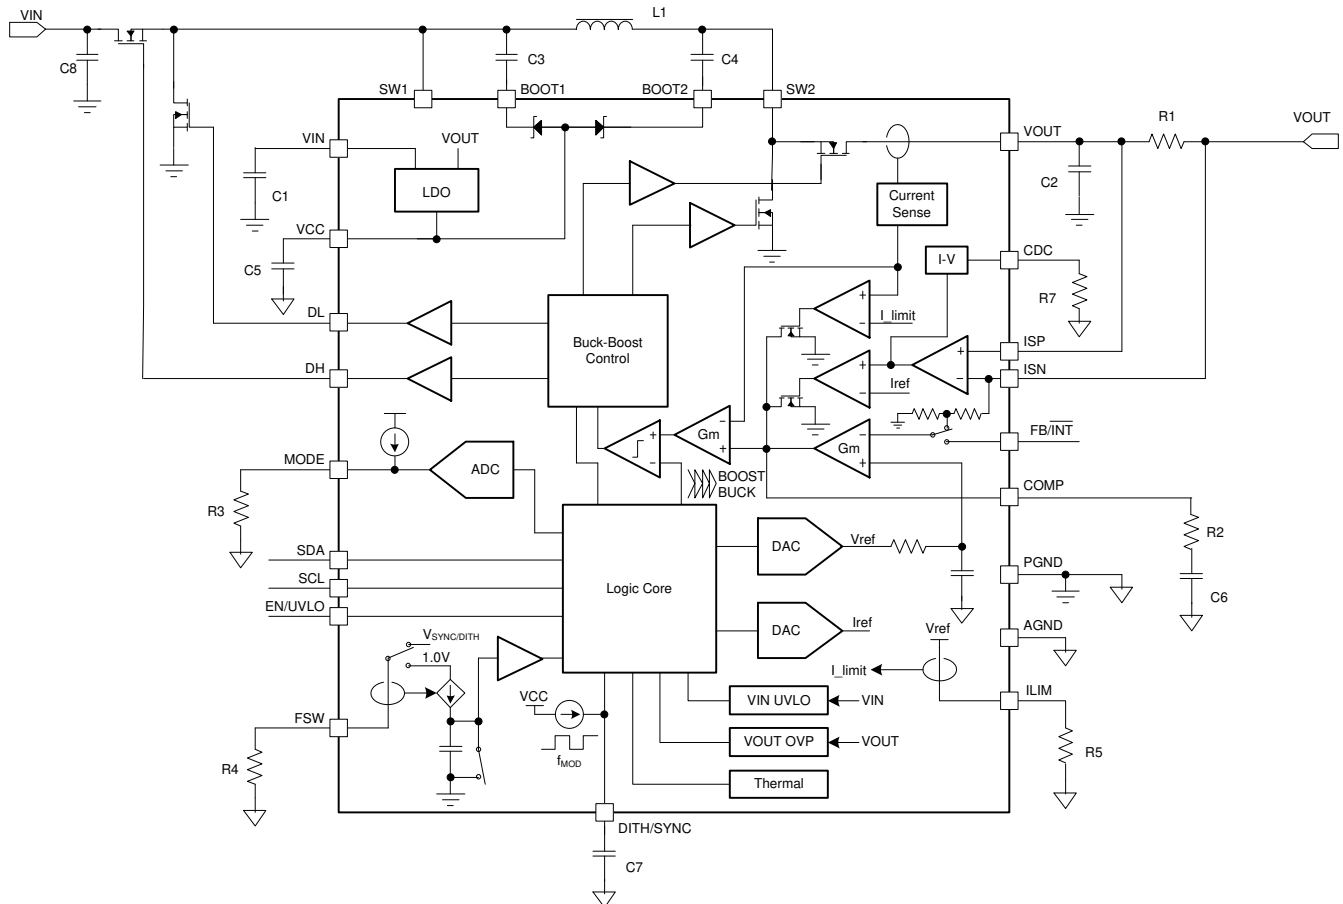 VIN
L1
C8
C3
C4
SW1
BOOT1
BOOT2
SW2
VIN
VOUT
VOUT
R1
VOUT
C1
LDO
C2
Current
Sense
VCC
C5
I-V
CDC
R7
DL
I_limit
Buck-Boost
Control
ISP
DH
Iref
ISN
Gm
Gm
FB/INT
MODE
ADC
BOOST
BUCK
COMP
R3
R2
DAC
Vref
SDA
PGND
SCL
Logic Core
C6
EN/UVLO
DAC
Iref
Vref
AGND
VSYNC/DITH
1.0V
I_limit
VCC
VIN UVLO
VIN
ILIM
FSW
VOUT OVP
VOUT
R5
R4
fMOD
Thermal
DITH/SYNC
C7